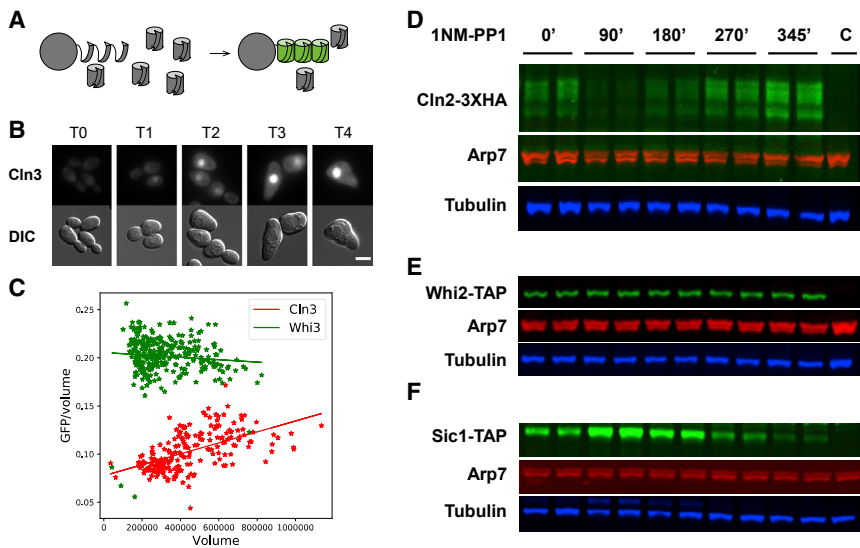 A
B
T0 T1 T2 T3 T4
Cln3
DIC
C
Cln3
Whi3
0.25
0.20
0.15
0.10
0.05
GFP/volume
0 200000 400000 600000 800000 1000000
Volume
D
1NM-PP1 0' 90' 180' 270' 345' C
Cln2-3XHA
Arp7
Tubulin
E
Whi2-TAP
Arp7
Tubulin
F
Sic1-TAP
Arp7
Tubulin